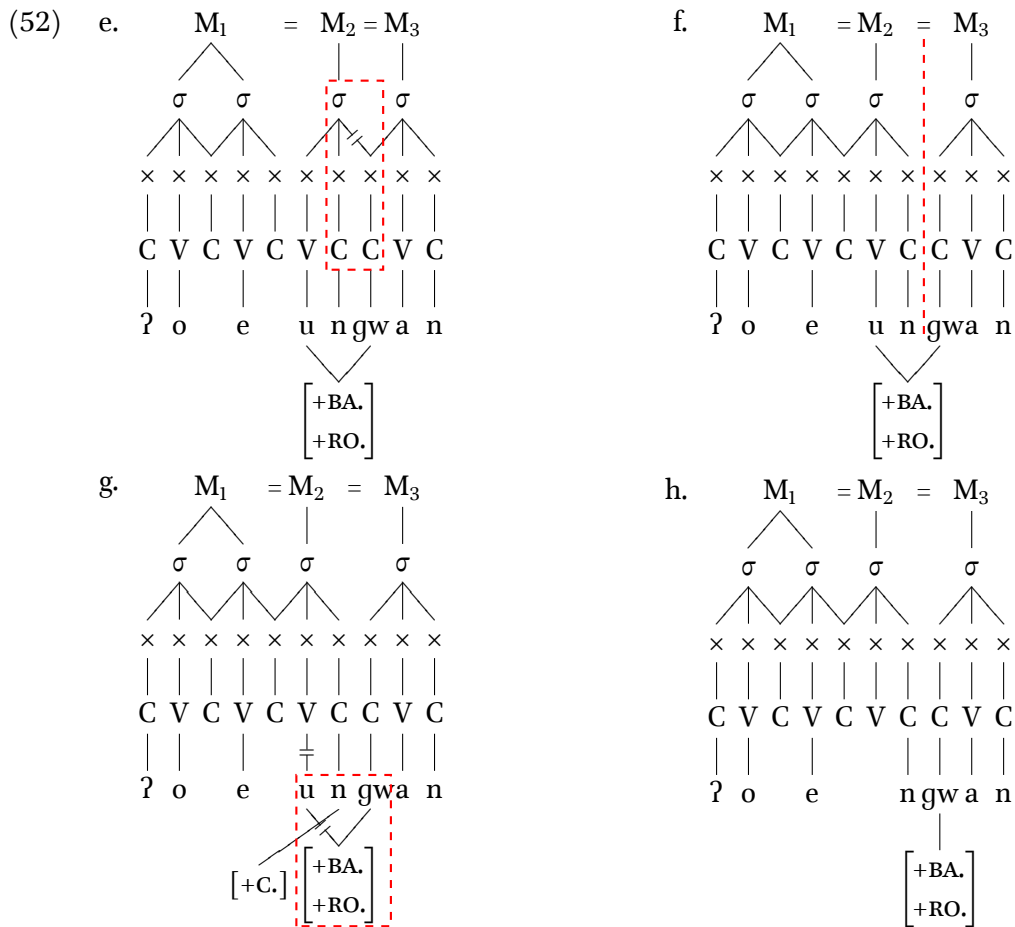 (52) e. M₁ = M₂ = M₃ f. M₁ = M₂ = M₃
σ σ σ σ σ σ σ σ
× × × × × × × × × × × × × × × × × × × ×
C V C V C V C C V C C V C V C V C C V C
ʔ o e u n gw a n ʔ o e u n gw a n
[+BA. +RO.] [+BA. +RO.]
g. M₁ = M₂ = M₃ h. M₁ = M₂ = M₃
σ σ σ σ σ σ σ σ
× × × × × × × × × × × × × × × × × × × ×
C V C V C V C C V C C V C V C V C C V C
ʔ o e u n gw a n ʔ o e n gw a n
[+C.] [+BA. +RO.] [+BA. +RO.]